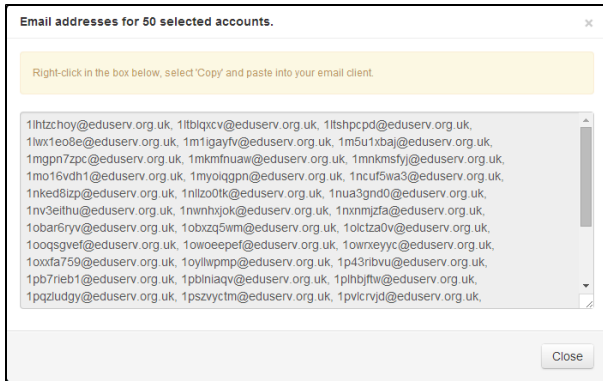 Email addresses for 50 selected accounts.
×
Right-click in the box below, select 'Copy' and paste into your email client.
1lhtzchoy@eduserv.org.uk, 1ltblqxcv@eduserv.org.uk, 1ltshpcpd@eduserv.org.uk,
1lwx1eo8e@eduserv.org.uk, 1m1igayfv@eduserv.org.uk, 1m5u1xbaj@eduserv.org.uk,
1mgpn7zpc@eduserv.org.uk, 1mkmfnuaw@eduserv.org.uk, 1mnkmsfyj@eduserv.org.uk,
1mo16vdh1@eduserv.org.uk, 1myoiqgpn@eduserv.org.uk, 1ncuf5wa3@eduserv.org.uk,
1nked8izp@eduserv.org.uk, 1nllzo0tk@eduserv.org.uk, 1nua3gnd0@eduserv.org.uk,
1nv3eithu@eduserv.org.uk, 1nwnhxjok@eduserv.org.uk, 1nxnmjzfa@eduserv.org.uk,
1obar6ryv@eduserv.org.uk, 1obxzq5wm@eduserv.org.uk, 1olctza0v@eduserv.org.uk,
1ooqsgvef@eduserv.org.uk, 1owoeepef@eduserv.org.uk, 1owrxeyyc@eduserv.org.uk,
1oxxfa759@eduserv.org.uk, 1oyllwpmp@eduserv.org.uk, 1p43ribvu@eduserv.org.uk,
1pb7rieb1@eduserv.org.uk, 1pblniaqv@eduserv.org.uk, 1plhbjftw@eduserv.org.uk,
1pqzludgy@eduserv.org.uk, 1pszvyctm@eduserv.org.uk, 1pvlcrvjd@eduserv.org.uk,
Close